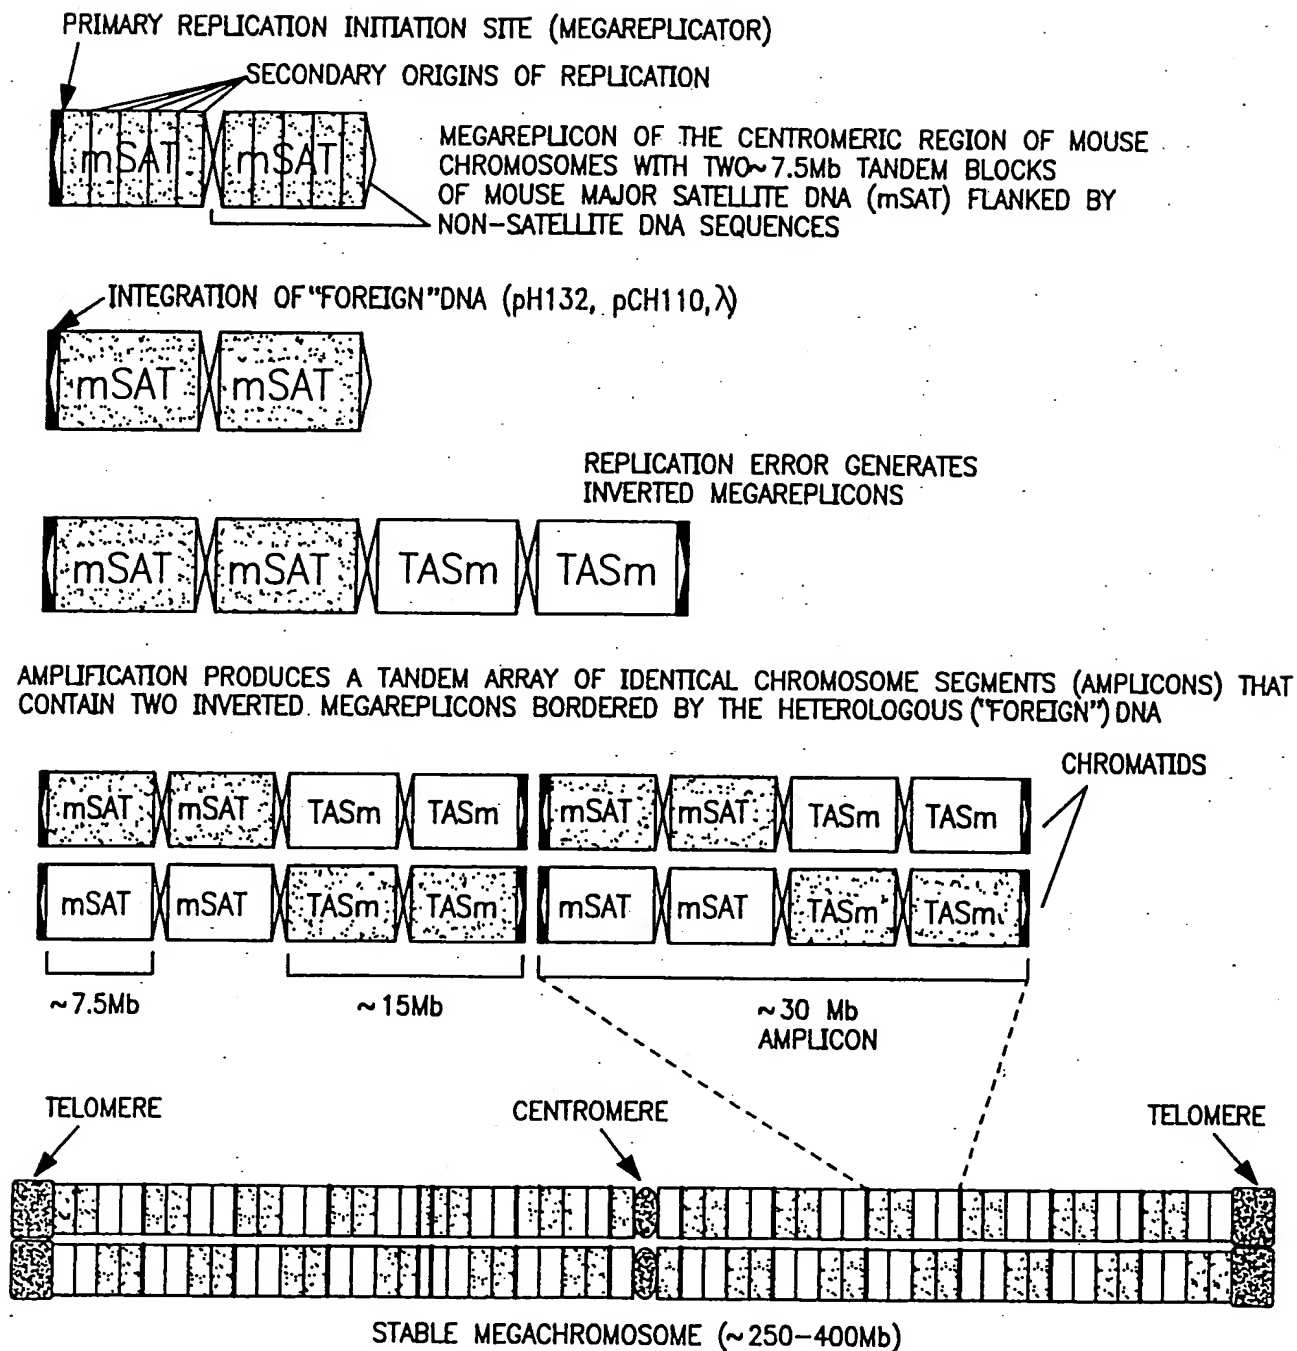 PRIMARY REPLICATION INITIATION SITE (MEGAREPLICATOR)
SECONDARY ORIGINS OF REPLICATION
mSAT mSAT
MEGAREPLICON OF THE CENTROMERIC REGION OF MOUSE
CHROMOSOMES WITH TWO~7.5Mb TANDEM BLOCKS
OF MOUSE MAJOR SATELLITE DNA (mSAT) FLANKED BY
NON-SATELLITE DNA SEQUENCES
INTEGRATION OF "FOREIGN" DNA (pH132, pCH110, λ)
mSAT mSAT
REPLICATION ERROR GENERATES
INVERTED MEGAREPLICONS
mSAT mSAT TASm TASm
AMPLIFICATION PRODUCES A TANDEM ARRAY OF IDENTICAL CHROMOSOME SEGMENTS (AMPLICONS) THAT
CONTAIN TWO INVERTED MEGAREPLICONS BORDERED BY THE HETEROLOGOUS ("FOREIGN") DNA
CHROMATIDS
mSAT mSAT TASm TASm mSAT mSAT TASm TASm
mSAT mSAT TASm TASm mSAT mSAT TASm TASm
~7.5Mb ~15Mb ~30 Mb
AMPLICON
TELOMERE CENTROMERE TELOMERE
STABLE MEGACHROMOSOME (~250-400Mb)